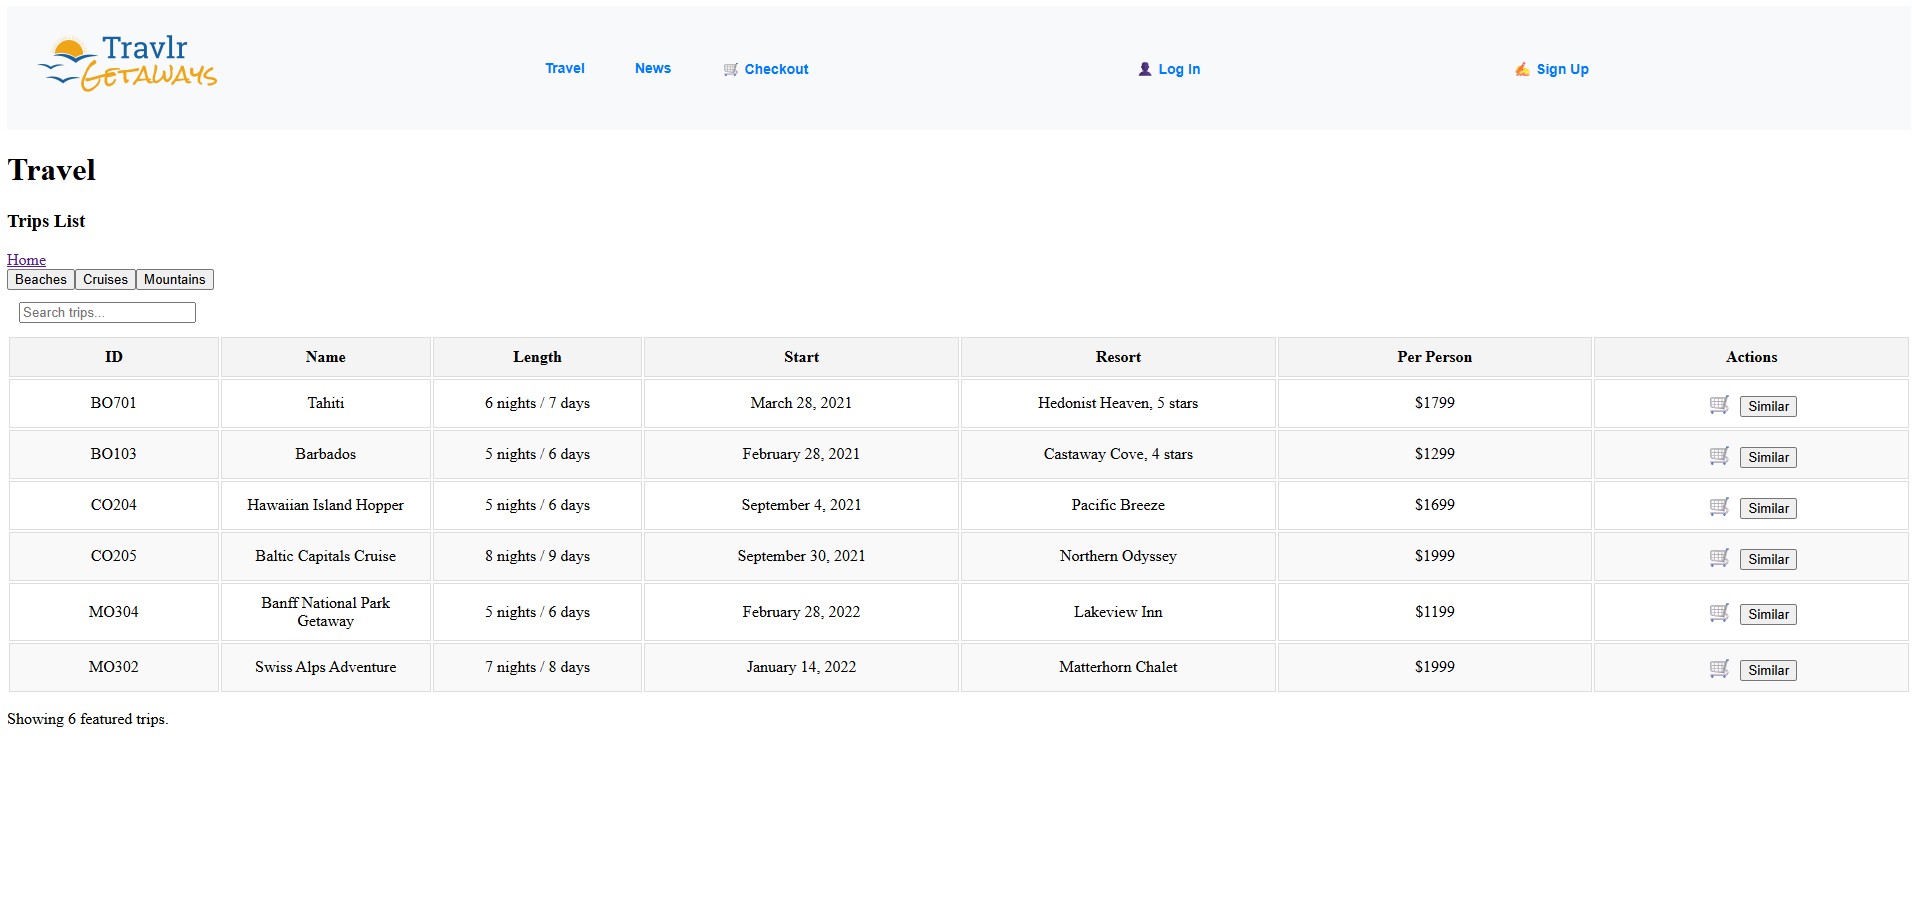 Travlr
GETAWAYS
Travel News Checkout Log In Sign Up
Travel
Trips List
Home
Beaches Cruises Mountains
Search trips...
ID Name Length Start Resort Per Person Actions
BO701 Tahiti 6 nights / 7 days March 28, 2021 Hedonist Heaven, 5 stars $1799 Similar
BO103 Barbados 5 nights / 6 days February 28, 2021 Castaway Cove, 4 stars $1299 Similar
CO204 Hawaiian Island Hopper 5 nights / 6 days September 4, 2021 Pacific Breeze $1699 Similar
CO205 Baltic Capitals Cruise 8 nights / 9 days September 30, 2021 Northern Odyssey $1999 Similar
MO304 Banff National Park Getaway 5 nights / 6 days February 28, 2022 Lakeview Inn $1199 Similar
MO302 Swiss Alps Adventure 7 nights / 8 days January 14, 2022 Matterhorn Chalet $1999 Similar
Showing 6 featured trips.